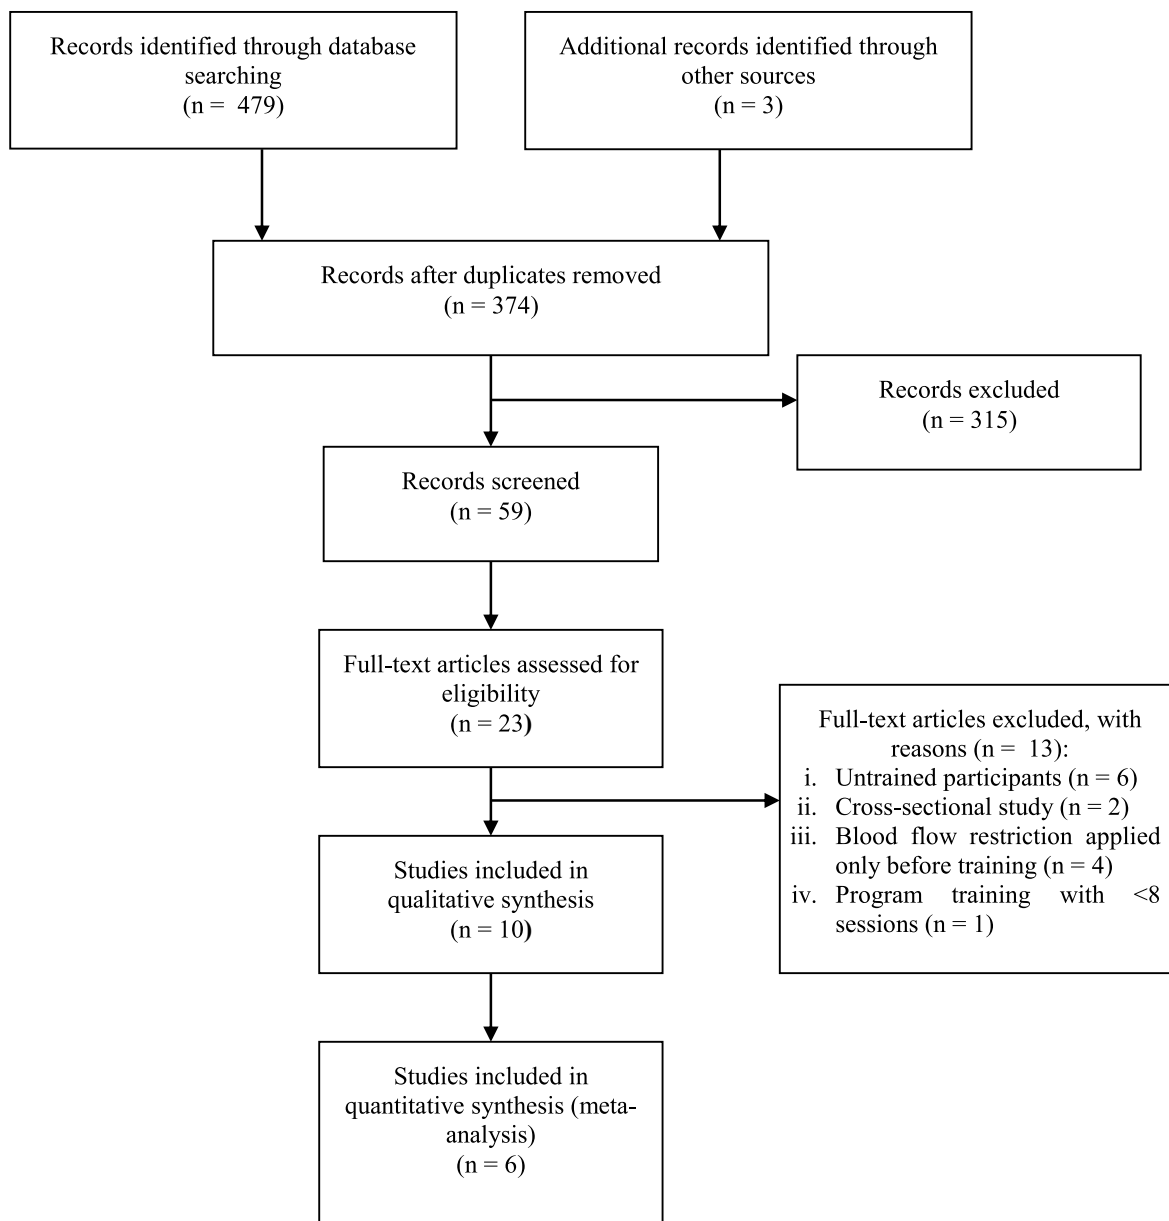 Records identified through database
searching
(n =  479)
Additional records identified through
other sources
(n = 3)
Records after duplicates removed
(n = 374)
Records excluded
(n = 315)
Records screened
(n = 59)
Full-text articles assessed for
eligibility
(n = 23)
Full-text articles excluded, with
reasons (n =  13):
i. Untrained participants (n = 6)
ii. Cross-sectional study (n = 2)
iii. Blood flow restriction applied
only before training (n = 4)
iv. Program training with <8
sessions (n = 1)
Studies included in
qualitative synthesis
(n = 10)
Studies included in
quantitative synthesis (meta-
analysis)
(n = 6)